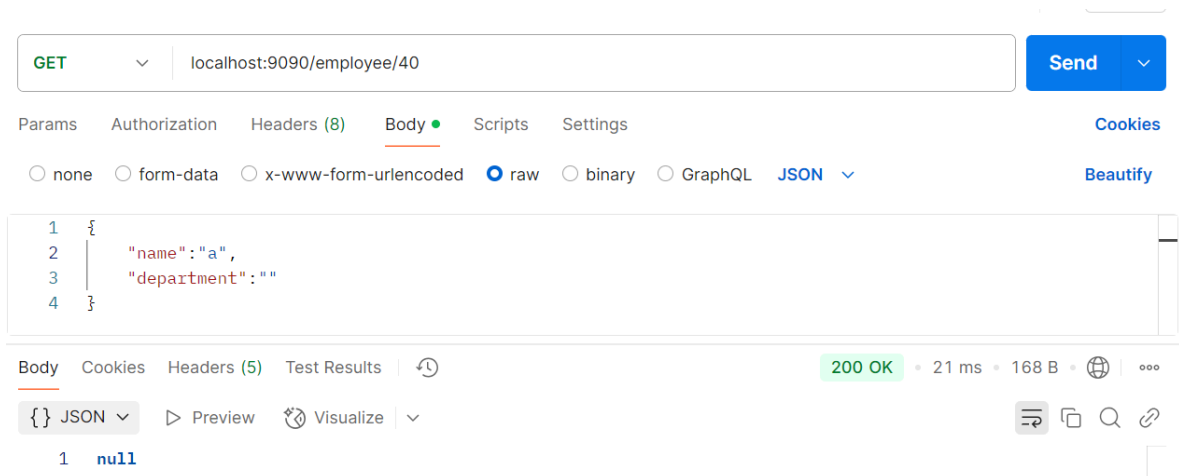 GET localhost:9090/employee/40 Send
Params Authorization Headers (8) Body Scripts Settings Cookies
none form-data x-www-form-urlencoded raw binary GraphQL JSON Beautify
1 {
2 "name":"a",
3 "department":""
4 }
Body Cookies Headers (5) Test Results 200 OK • 21 ms • 168 B •
{} JSON Preview Visualize
1 null